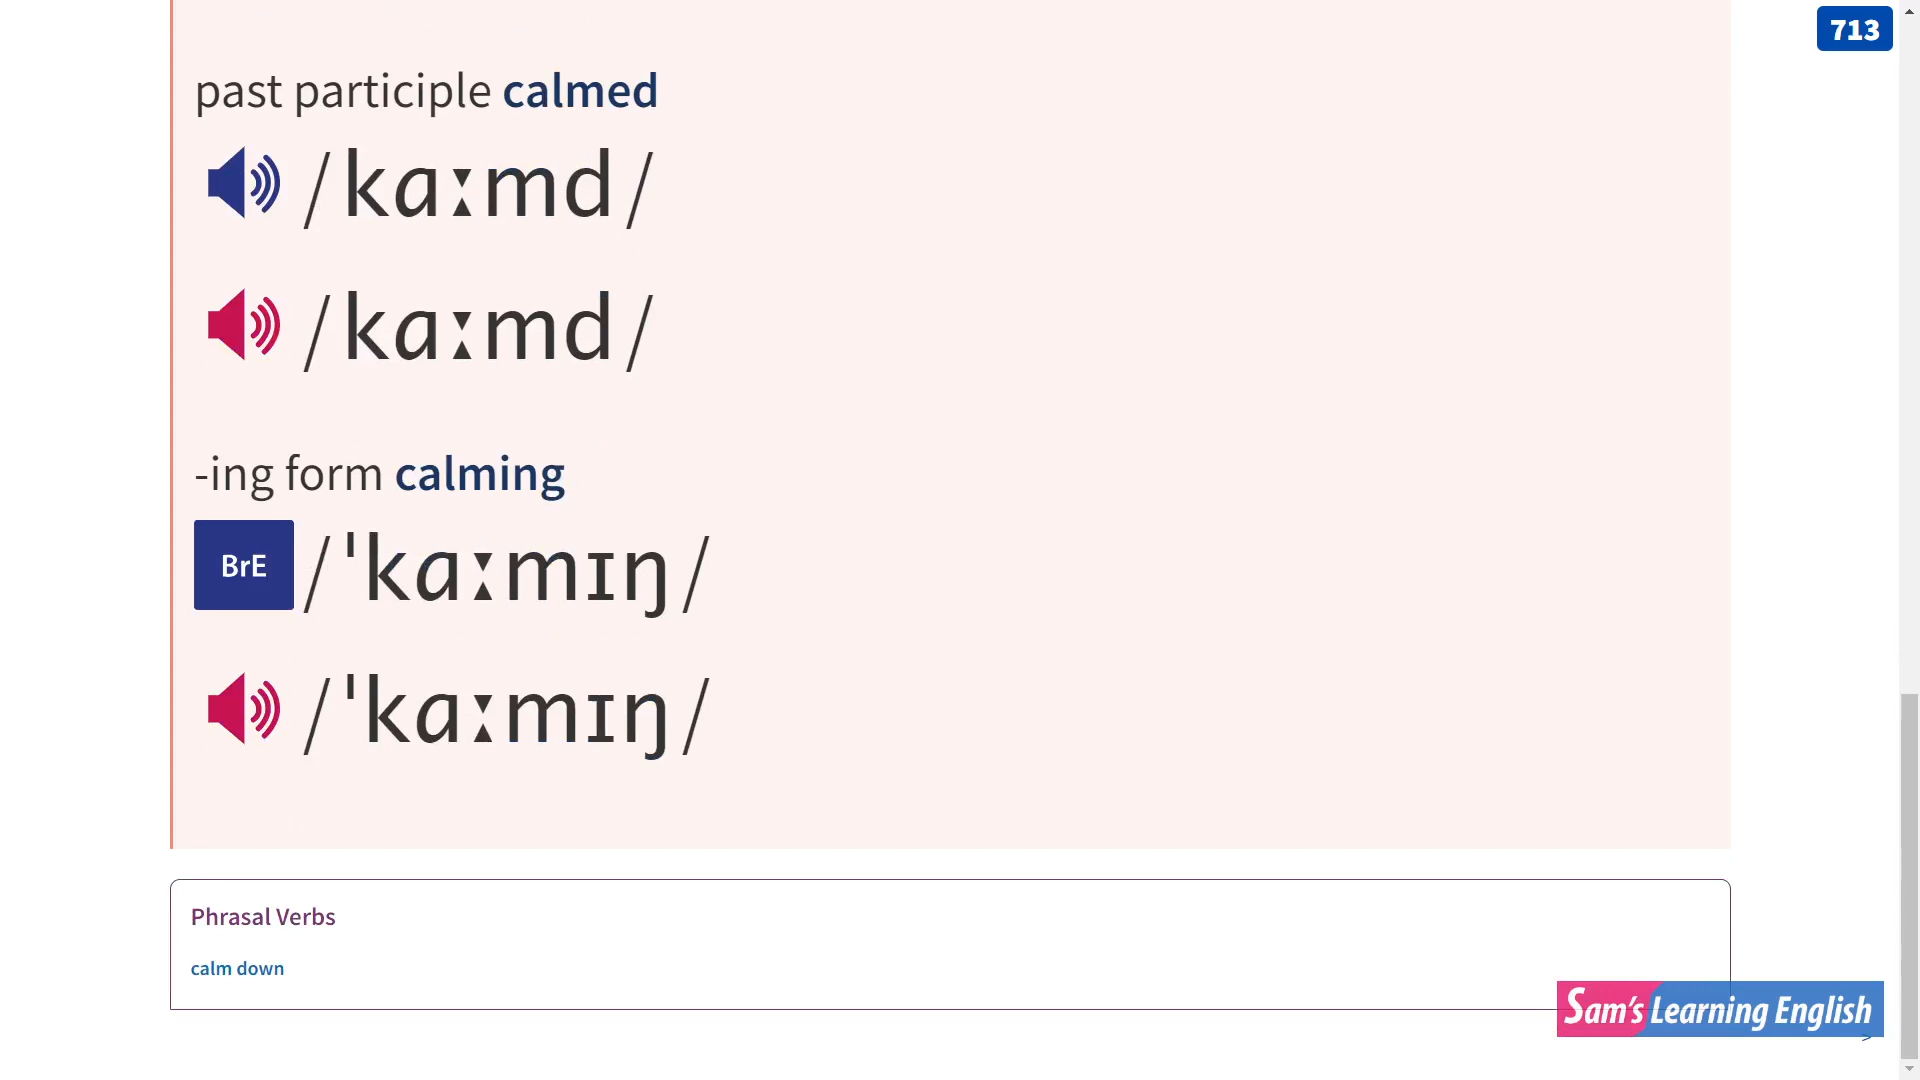 713
past participle calmed
/kɑːmd/
/kɑːmd/
-ing form calming
BrE /ˈkɑːmɪŋ/
/ˈkɑːmɪŋ/
Phrasal Verbs
calm down
Sam's Learning English
>